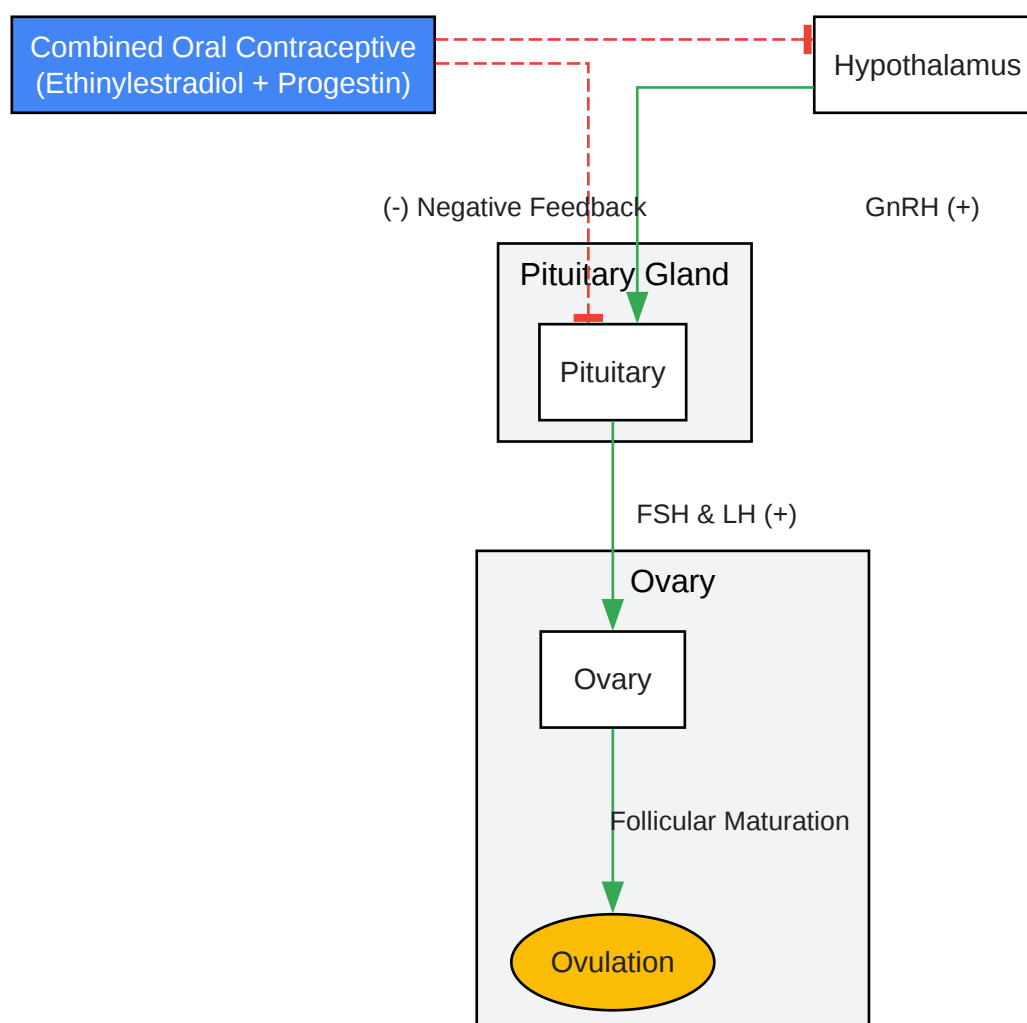 Combined Oral Contraceptive
(Ethinylestradiol + Progestin)
Hypothalamus
(-) Negative Feedback
GnRH (+)
Pituitary Gland
Pituitary
FSH & LH (+)
Ovary
Ovary
Follicular Maturation
Ovulation